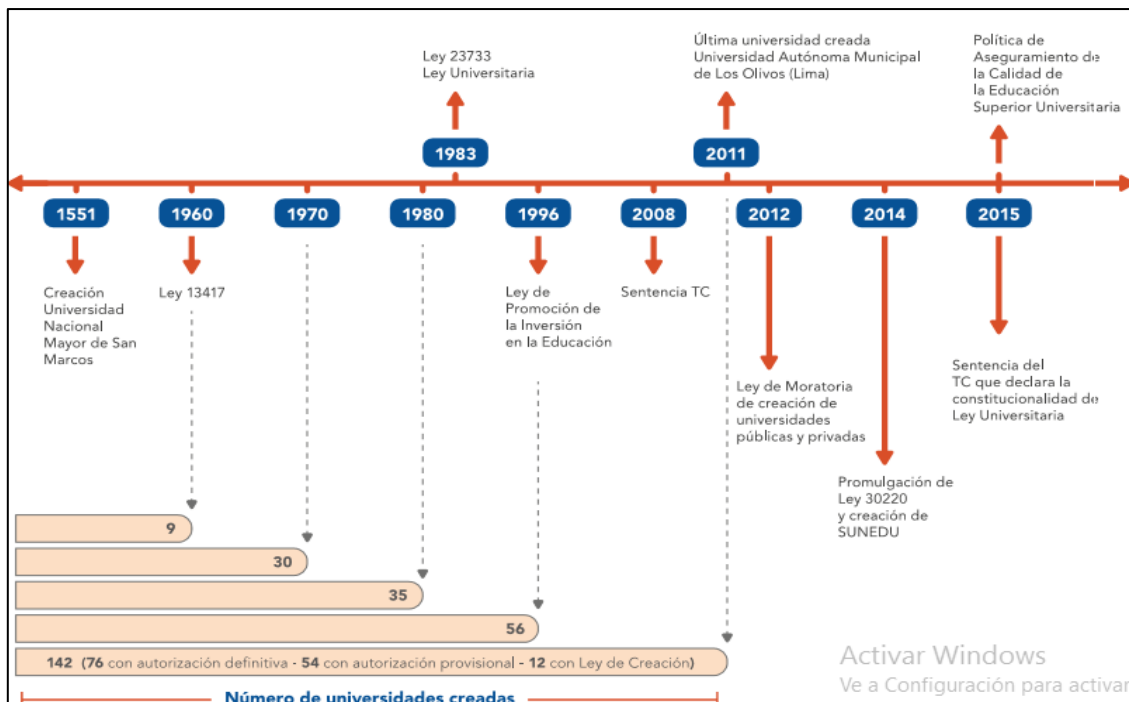 Ley 23733
Ley Universitaria
Última universidad creada
Universidad Autónoma Municipal
de Los Olivos (Lima)
Política de
Aseguramiento de
la Calidad de
la Educación
Superior Universitaria
1983
2011
1551
1960
1970
1980
1996
2008
2012
2014
2015
Creación
Universidad
Nacional
Mayor de San
Marcos
Ley 13417
Ley de
Promoción de
la Inversión
en la Educación
Sentencia TC
Ley de Moratoria
de creación de
universidades
públicas y privadas
Promulgación de
Ley 30220
y creación de
SUNEDU
Sentencia del
TC que declara la
constitucionalidad de
Ley Universitaria
9
30
35
56
142 (76 con autorización definitiva - 54 con autorización provisional - 12 con Ley de Creación)
Número de universidades creadas
Activar Windows
Ve a Configuración para activar